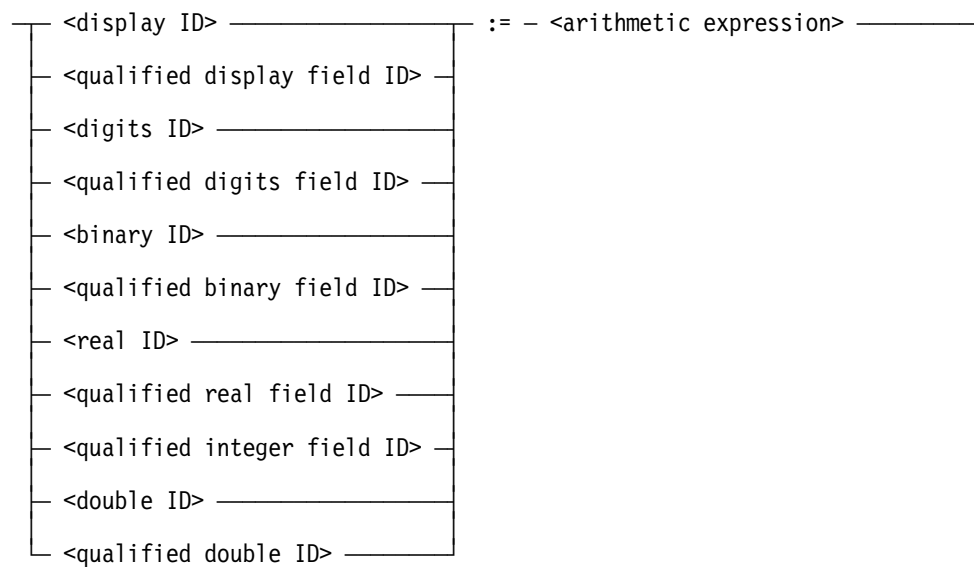 <display ID> := <arithmetic expression>
<qualified display field ID>
<digits ID>
<qualified digits field ID>
<binary ID>
<qualified binary field ID>
<real ID>
<qualified real field ID>
<qualified integer field ID>
<double ID>
<qualified double ID>